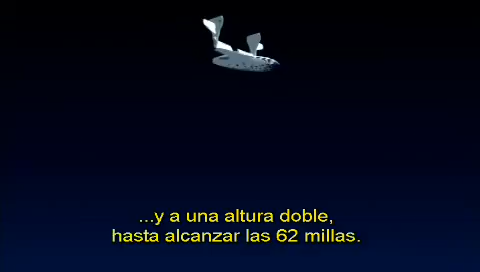 ...y a una altura doble,
hasta alcanzar las 62 millas.